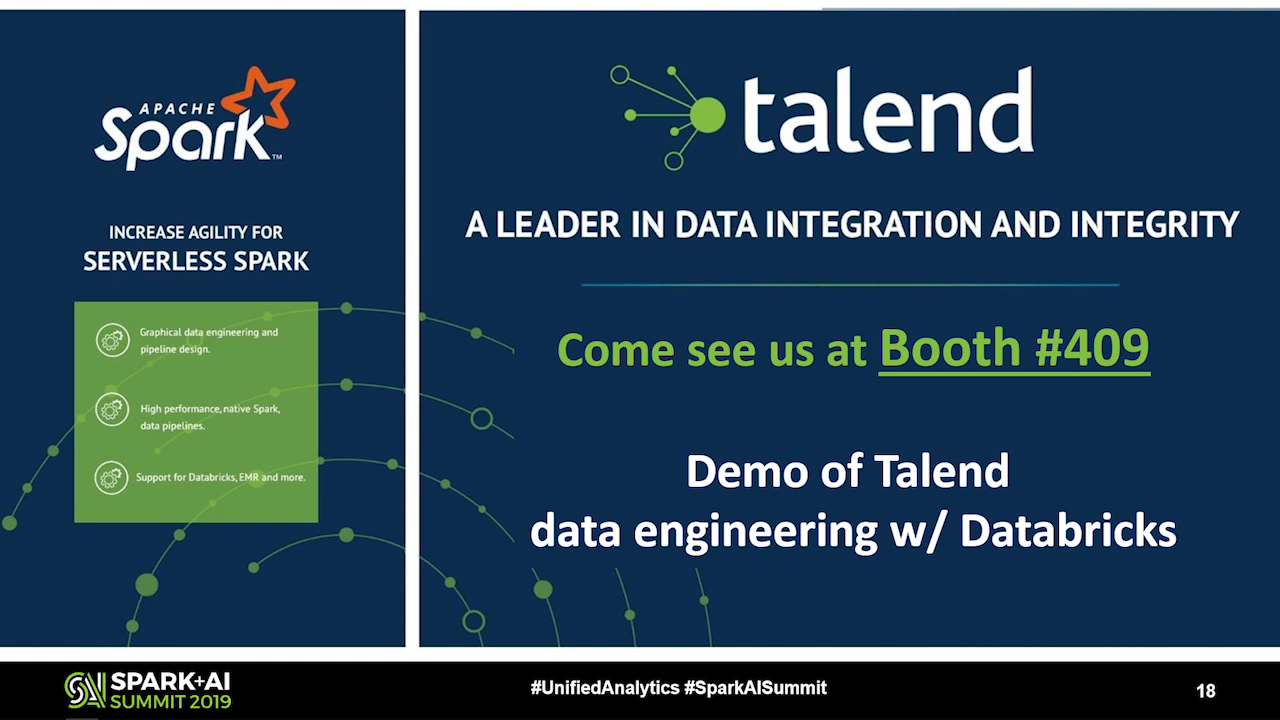 APACHE
Spark™
INCREASE AGILITY FOR
SERVERLESS SPARK
Graphical data engineering and
pipeline design.
High performance, native Spark,
data pipelines.
Support for Databricks, EMR and more.
talend
A LEADER IN DATA INTEGRATION AND INTEGRITY
Come see us at Booth #409
Demo of Talend
data engineering w/ Databricks
SPARK+AI
SUMMIT 2019
#UnifiedAnalytics #SparkAISummit
18